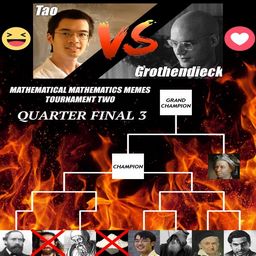 Tao
VS
Grothendieck
MATHEMATICAL MATHEMATICS MEMES
TOURNAMENT TWO
QUARTER FINAL 3
GRAND
CHAMPION
CHAMPION